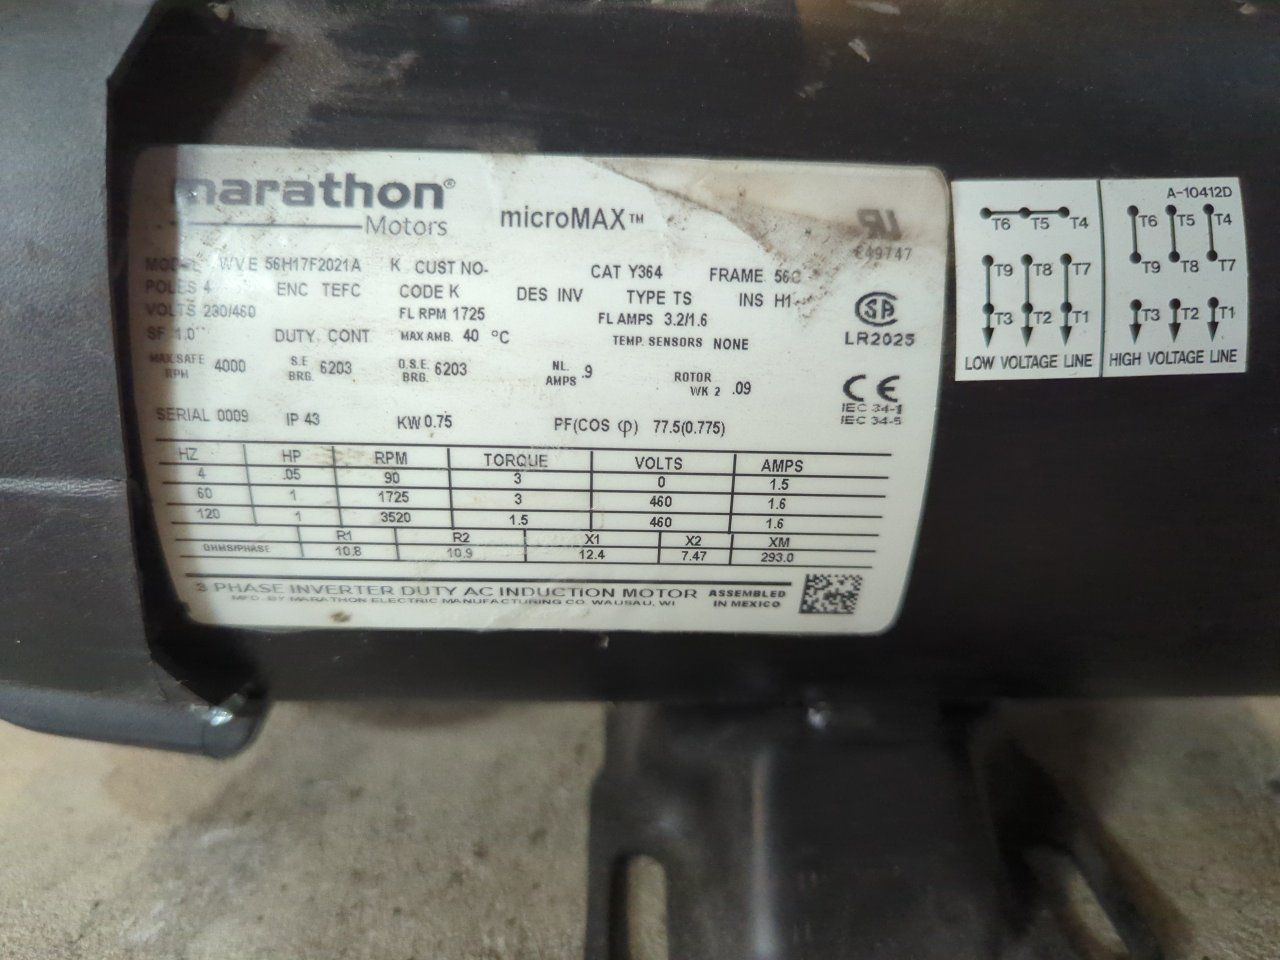 marathon®
Motors
microMAX™
E49747
MODEL WVE 56H17F2021A K CUST NO- CAT Y364 FRAME 56C
POLES 4 ENC TEFC CODE K DES INV TYPE TS INS H1
VOLTS 230/460 FL RPM 1725 FL AMPS 3.2/1.6
SF 1.0 DUTY CONT MAX AMB. 40 °C TEMP. SENSORS NONE
LR2025
MAX SAFE RPM 4000 S.E. BRG. 6203 O.S.E. BRG. 6203 NL. AMPS .9 ROTOR WK 2 .09
CE
IEC 34-1
IEC 34-5
SERIAL 0009 IP 43 KW 0.75 PF(COS φ) 77.5(0.775)
HZ HP RPM TORQUE VOLTS AMPS
4 .05 90 3 0 1.5
60 1 1725 3 460 1.6
120 1 3520 1.5 460 1.6
R1 R2 X1 X2 XM
OHMS/PHASE 10.8 10.9 12.4 7.47 293.0
3 PHASE INVERTER DUTY AC INDUCTION MOTOR
MFD. BY MARATHON ELECTRIC MANUFACTURING CO. WAUSAU, WI
ASSEMBLED
IN MEXICO
T6 T5 T4
T9 T8 T7
T3 T2 T1
LOW VOLTAGE LINE
A-10412D
T6 T5 T4
T9 T8 T7
T3 T2 T1
HIGH VOLTAGE LINE